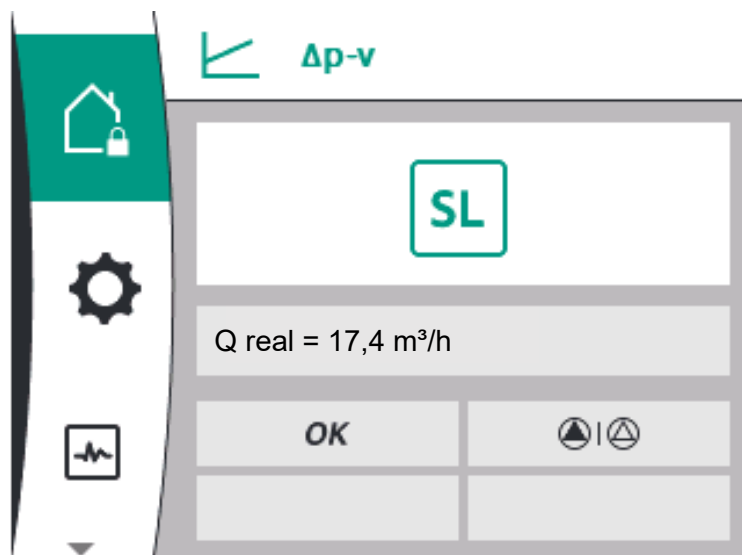 Δp-v
SL
Q real = 17,4 m³/h
OK